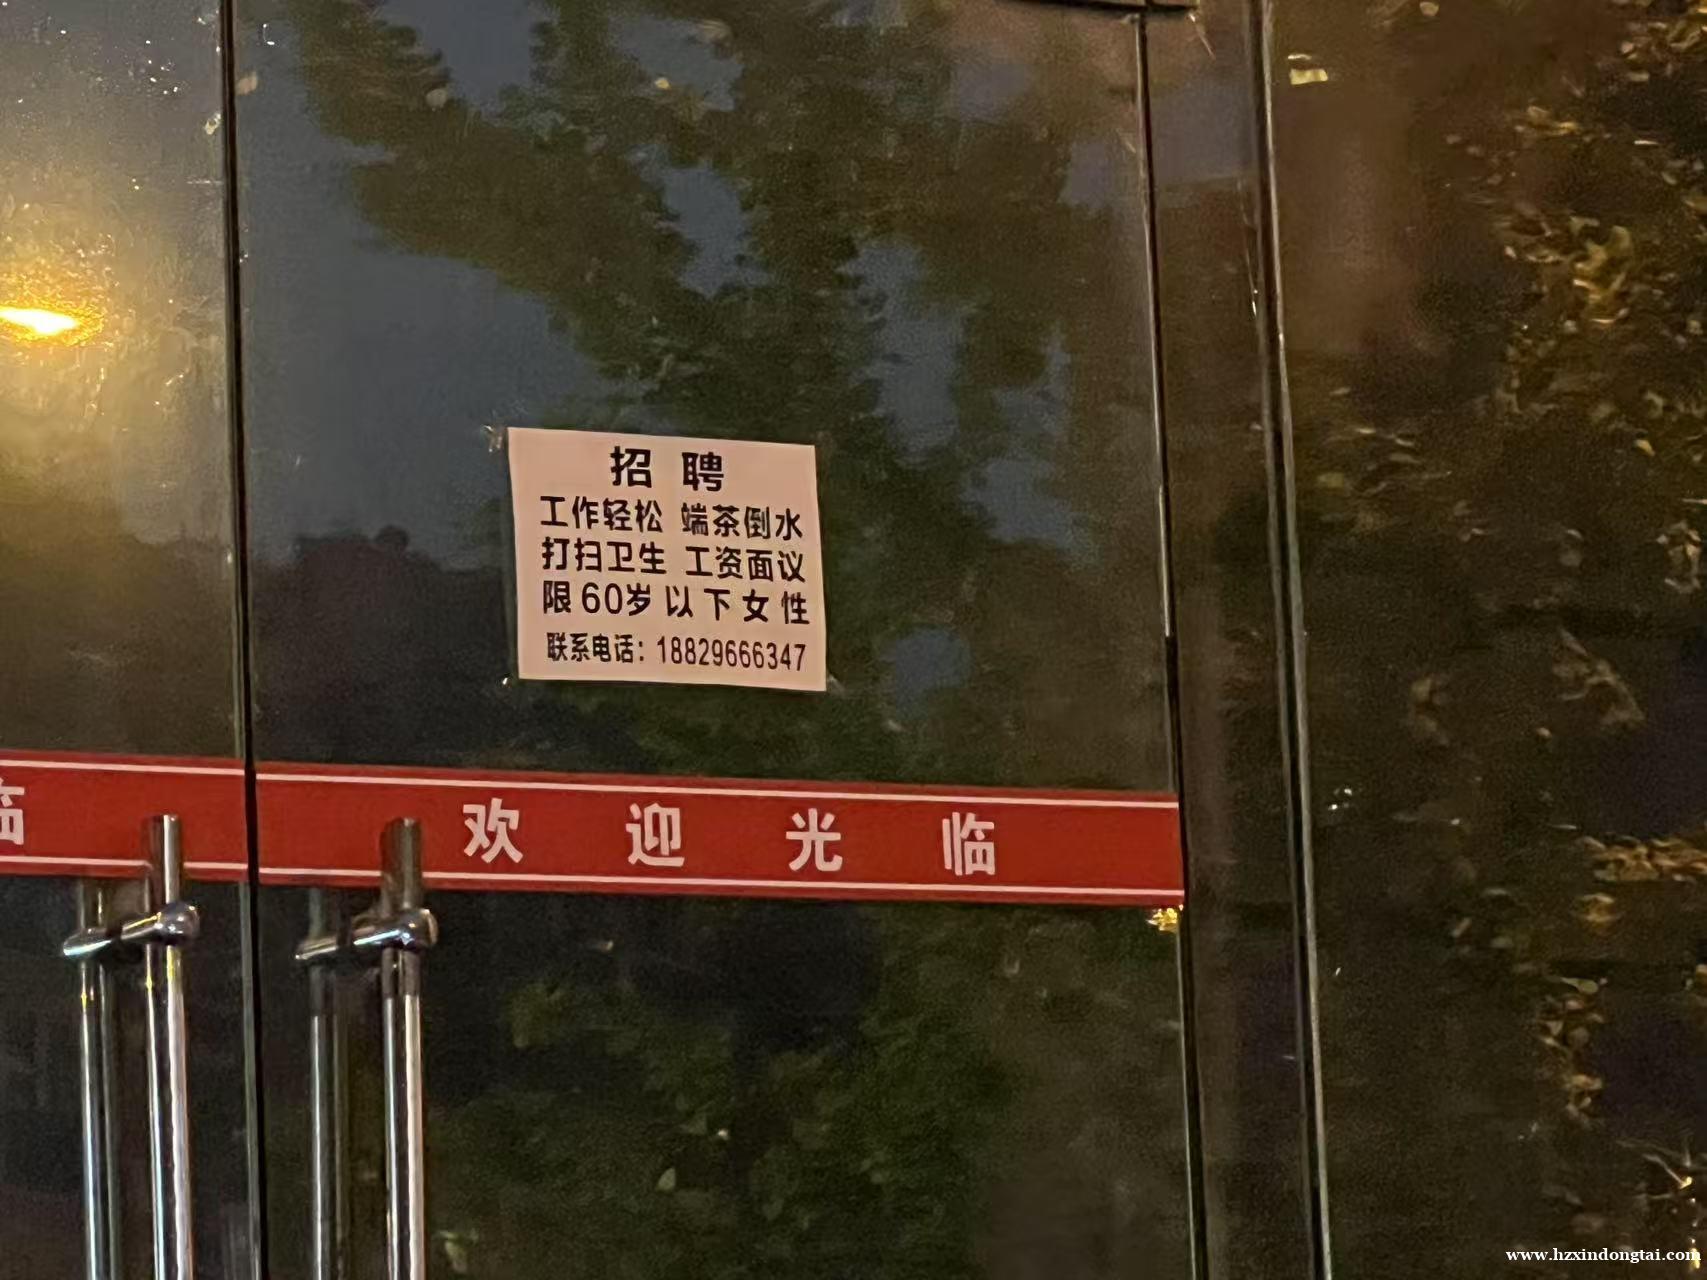 招聘
工作轻松 端茶倒水
打扫卫生 工资面议
限60岁以下女性
联系电话：18829666347
临
欢迎光临
www.hzxindongtai.com